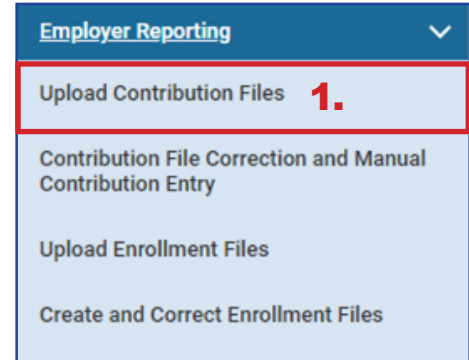 Employer Reporting
Upload Contribution Files 1.
Contribution File Correction and Manual
Contribution Entry
Upload Enrollment Files
Create and Correct Enrollment Files